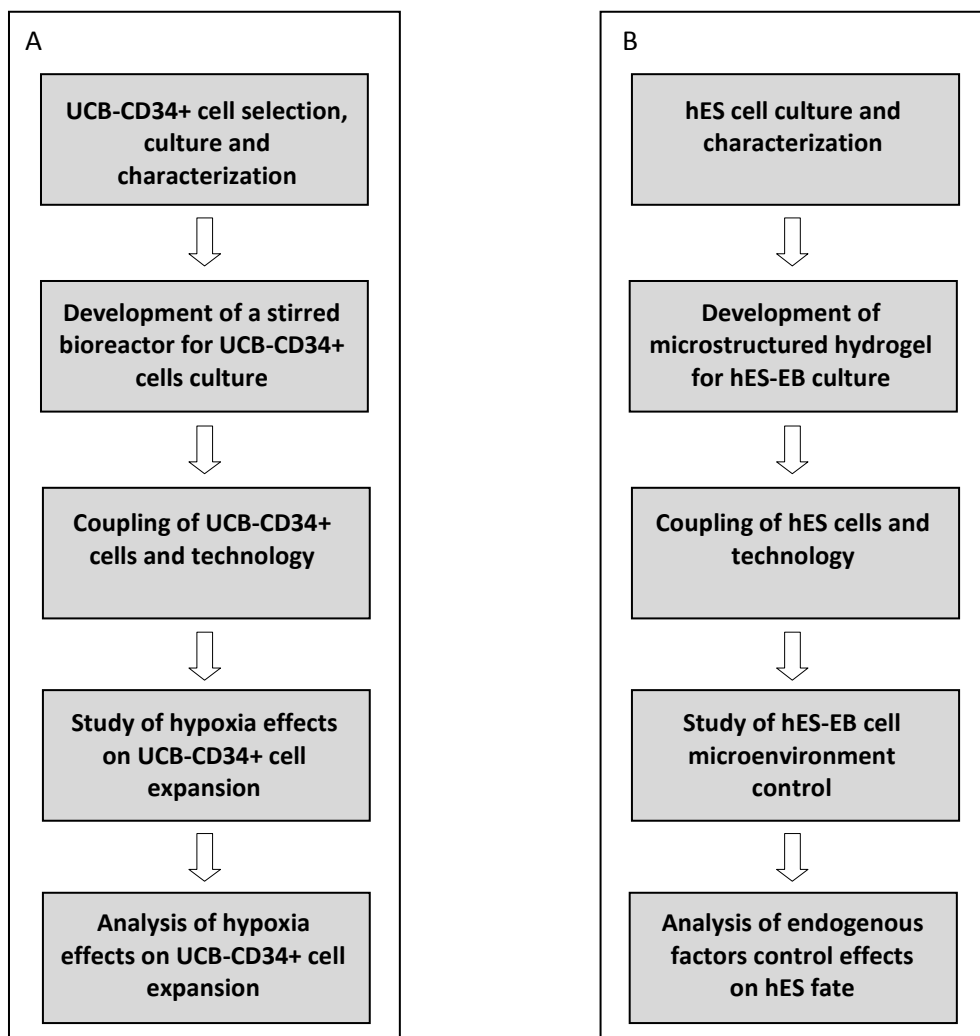 A
UCB-CD34+ cell selection,
culture and
characterization
Development of a stirred
bioreactor for UCB-CD34+
cells culture
Coupling of UCB-CD34+
cells and technology
Study of hypoxia effects
on UCB-CD34+ cell
expansion
Analysis of hypoxia
effects on UCB-CD34+ cell
expansion
B
hES cell culture and
characterization
Development of
microstructured hydrogel
for hES-EB culture
Coupling of hES cells and
technology
Study of hES-EB cell
microenvironment
control
Analysis of endogenous
factors control effects
on hES fate